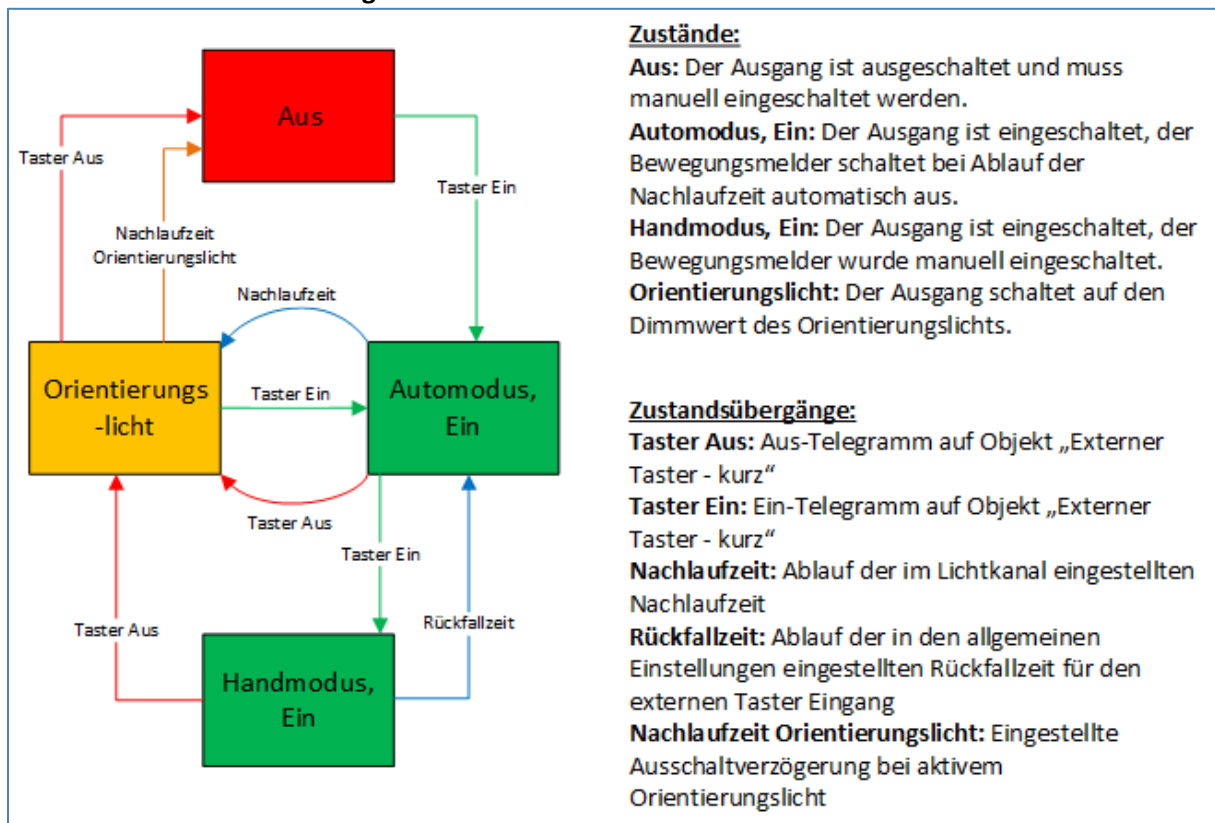 Aus
Taster Aus
Taster Ein
Nachlaufzeit
Orientierungslicht
Nachlaufzeit
Orientierungs
-licht
Taster Ein
Automodus,
Ein
Taster Aus
Taster Ein
Taster Aus
Rückfallzeit
Handmodus,
Ein
Zustände:
Aus: Der Ausgang ist ausgeschaltet und muss
manuell eingeschaltet werden.
Automodus, Ein: Der Ausgang ist eingeschaltet, der
Bewegungsmelder schaltet bei Ablauf der
Nachlaufzeit automatisch aus.
Handmodus, Ein: Der Ausgang ist eingeschaltet, der
Bewegungsmelder wurde manuell eingeschaltet.
Orientierungslicht: Der Ausgang schaltet auf den
Dimmwert des Orientierungslichts.
Zustandsübergänge:
Taster Aus: Aus-Telegramm auf Objekt „Externer
Taster - kurz“
Taster Ein: Ein-Telegramm auf Objekt „Externer
Taster - kurz“
Nachlaufzeit: Ablauf der im Lichtkanal eingestellten
Nachlaufzeit
Rückfallzeit: Ablauf der in den allgemeinen
Einstellungen eingestellten Rückfallzeit für den
externen Taster Eingang
Nachlaufzeit Orientierungslicht: Eingestellte
Ausschaltverzögerung bei aktivem
Orientierungslicht